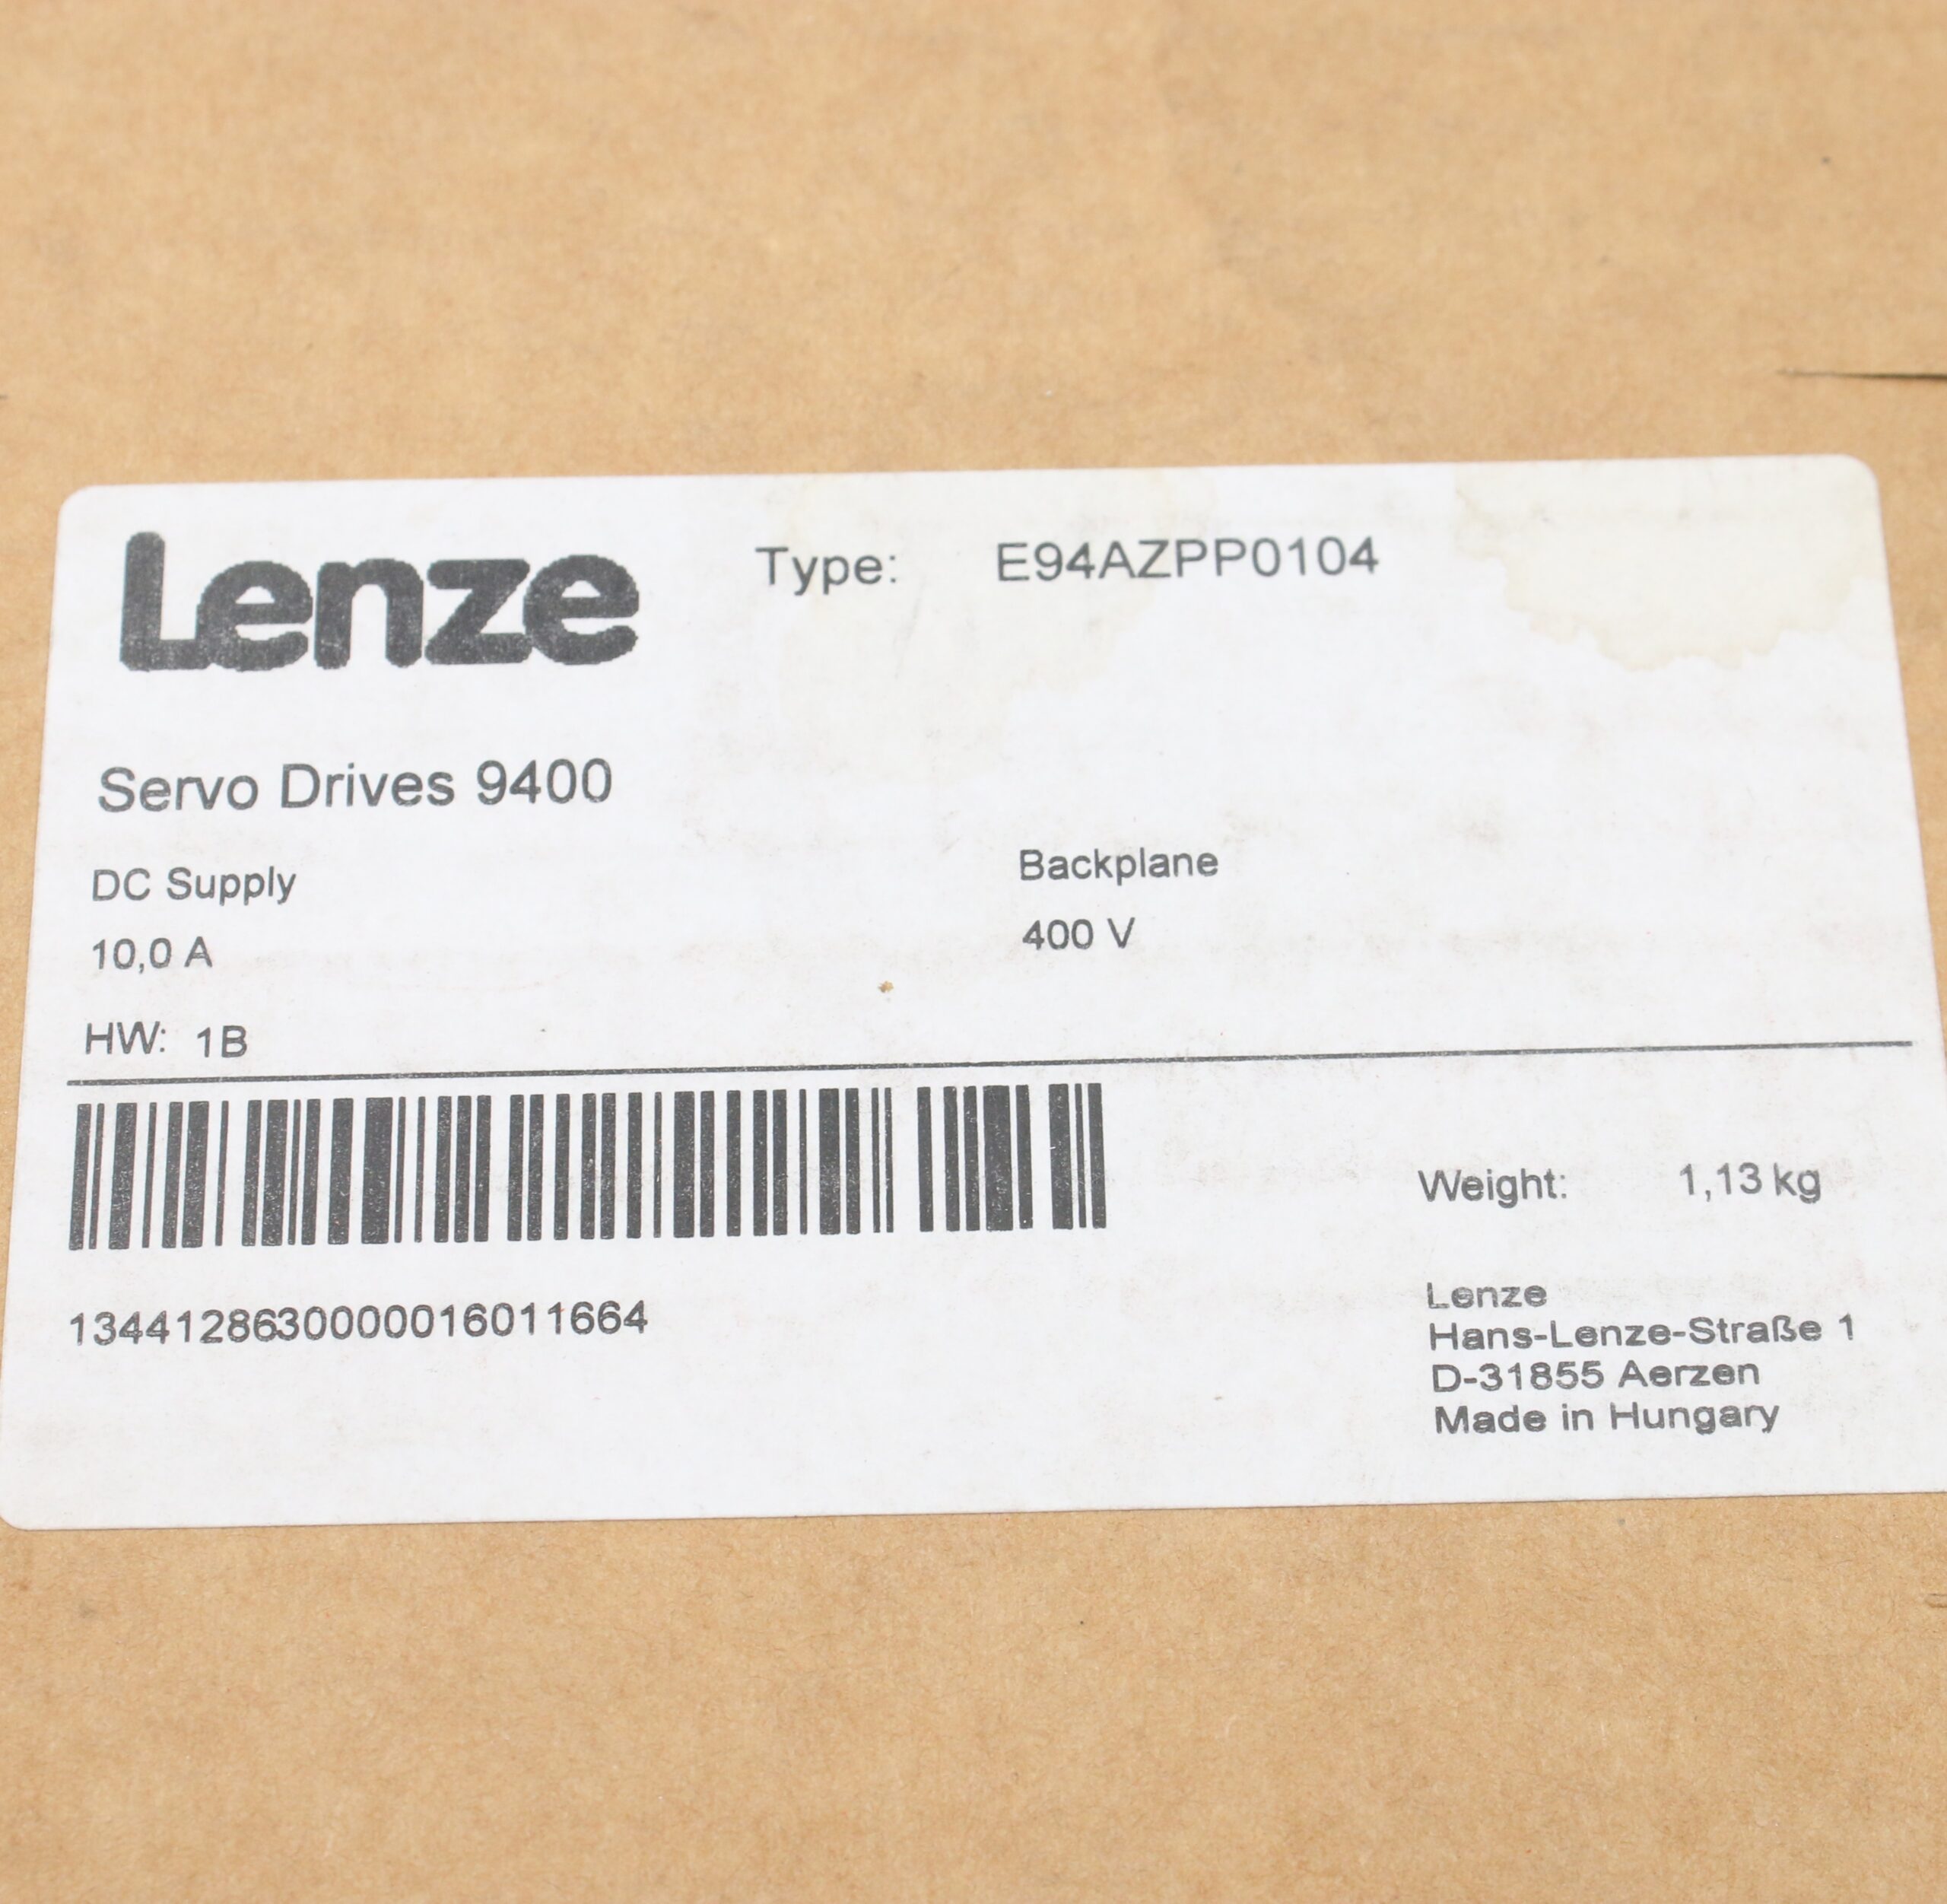 Lenze
Type: E94AZPP0104
Servo Drives 9400
DC Supply
Backplane
10,0 A
400 V
HW: 1B
Weight: 1,13 kg
13441286300000016011664
Lenze
Hans-Lenze-Straße 1
D-31855 Aerzen
Made in Hungary